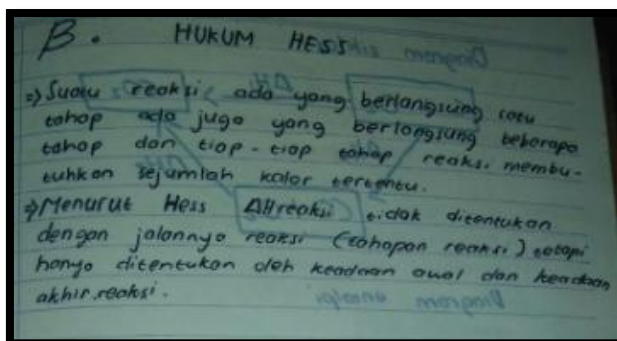 B. HUKUM HESS
=> Suatu reaksi ada yang berlangsung satu
tahap ada juga yang berlangsung beberapa
tahap dan tiap-tiap tahap reaksi membu-
tuhkan sejumlah kalor tertentu.
=> Menurut Hess ΔH reaksi tidak ditentukan
dengan jalannya reaksi (tahapan reaksi) tetapi
hanya ditentukan oleh keadaan awal dan keadaan
akhir reaksi.